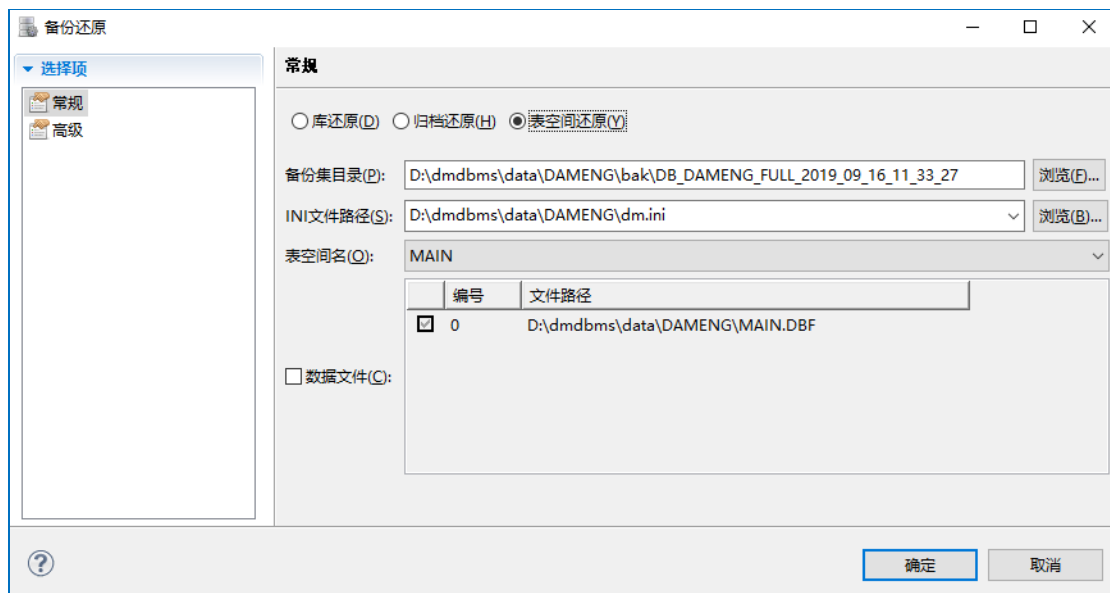 备份还原
选择项
常规
高级
常规
库还原(D) 归档还原(H) 表空间还原(Y)
备份集目录(P): D:\dmdbms\data\DAMENG\bak\DB_DAMENG_FULL_2019_09_16_11_33_27 浏览(F)...
INI文件路径(S): D:\dmdbms\data\DAMENG\dm.ini 浏览(B)...
表空间名(O): MAIN
编号 文件路径
0 D:\dmdbms\data\DAMENG\MAIN.DBF
数据文件(C):
确定 取消